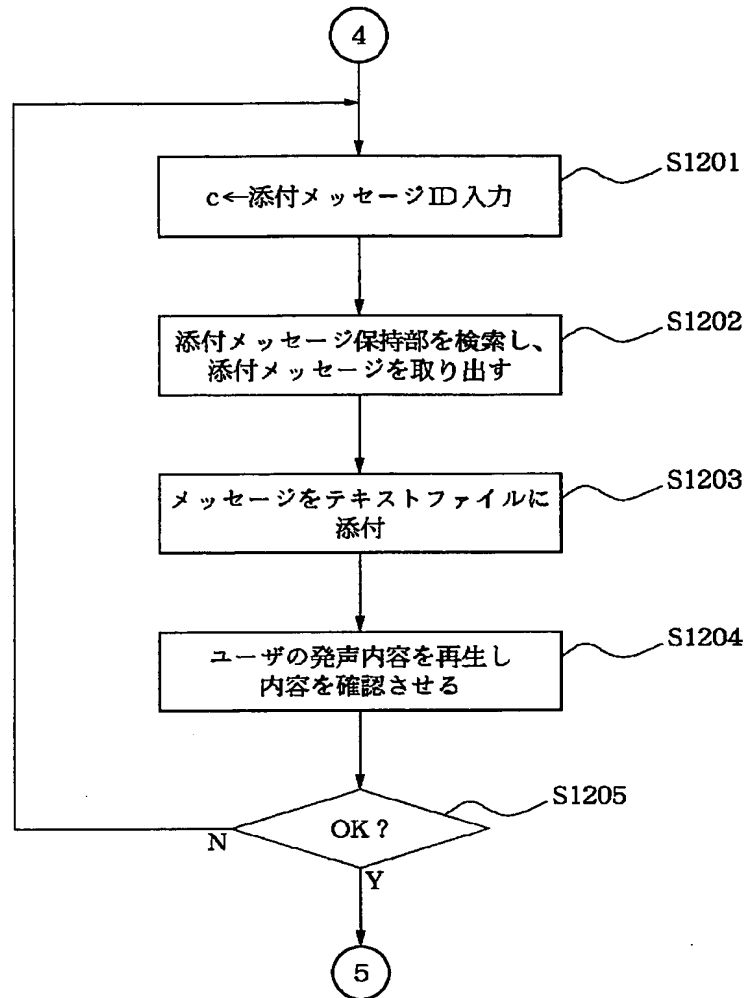 4
S1201
c←添付メッセージID入力
S1202
添付メッセージ保持部を検索し、
添付メッセージを取り出す
S1203
メッセージをテキストファイルに
添付
S1204
ユーザの発声内容を再生し
内容を確認させる
S1205
OK?
N
Y
5